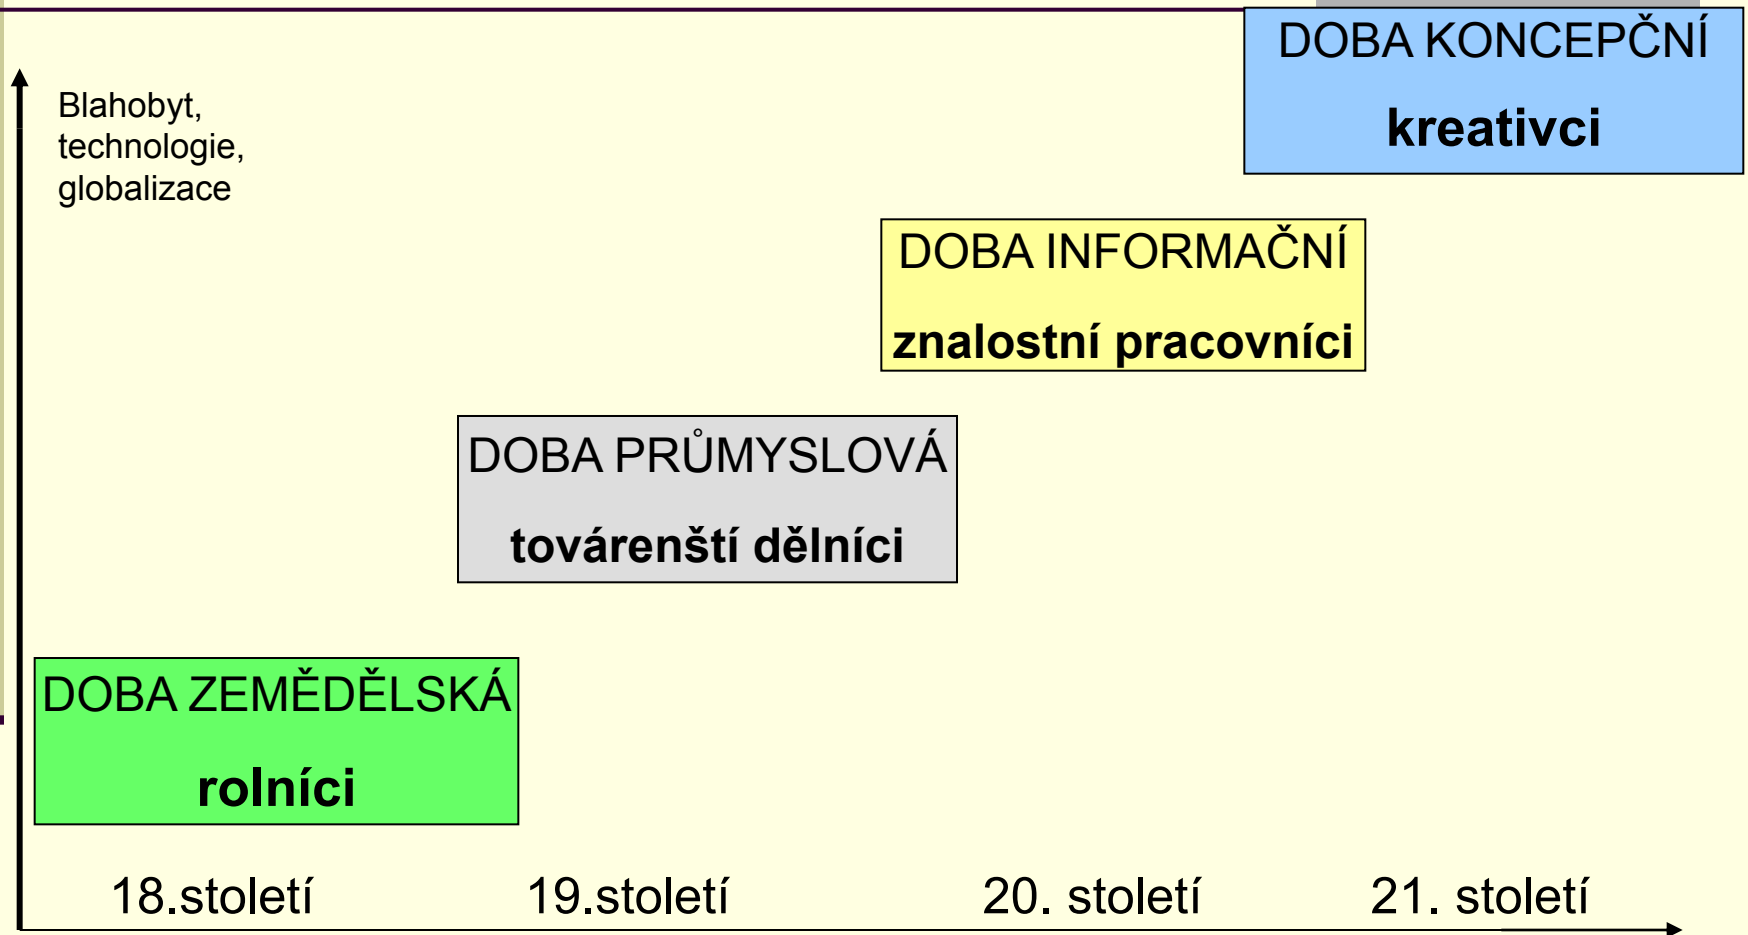 DOBA KONCEPČNÍ
kreativci
Blahobyt,
technologie,
globalizace
DOBA INFORMAČNÍ
znalostní pracovníci
DOBA PRŮMYSLOVÁ
továrenští dělníci
DOBA ZEMĚDĚLSKÁ
rolníci
18.století 19.století 20. století 21. století